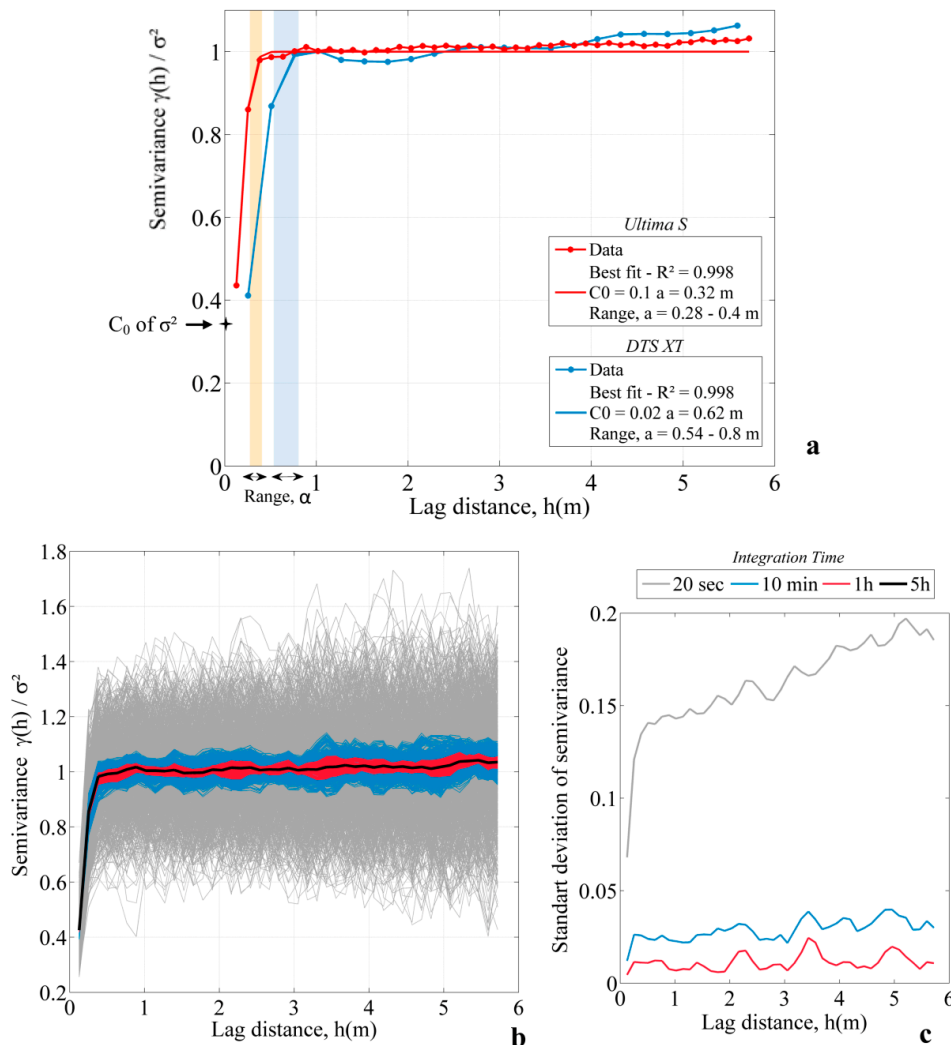 Semivariance γ(h) / σ²
1
0.8
0.6
0.4
C₀ of σ²
0.2
0
Ultima S
Data
Best fit - R² = 0.998
C0 = 0.1 a = 0.32 m
Range, a = 0.28 - 0.4 m
DTS XT
Data
Best fit - R² = 0.998
C0 = 0.02 a = 0.62 m
Range, a = 0.54 - 0.8 m
a
0 1 2 3 4 5 6
Range, α
Lag distance, h(m)
Semivariance γ(h) / σ²
1.8
1.6
1.4
1.2
1
0.8
0.6
0.4
0.2
0 1 2 3 4 5 6
Lag distance, h(m)
b
Integration Time
20 sec 10 min 1h 5h
Standart deviation of semivariance
0.2
0.15
0.1
0.05
0
0 1 2 3 4 5 6
Lag distance, h(m)
c